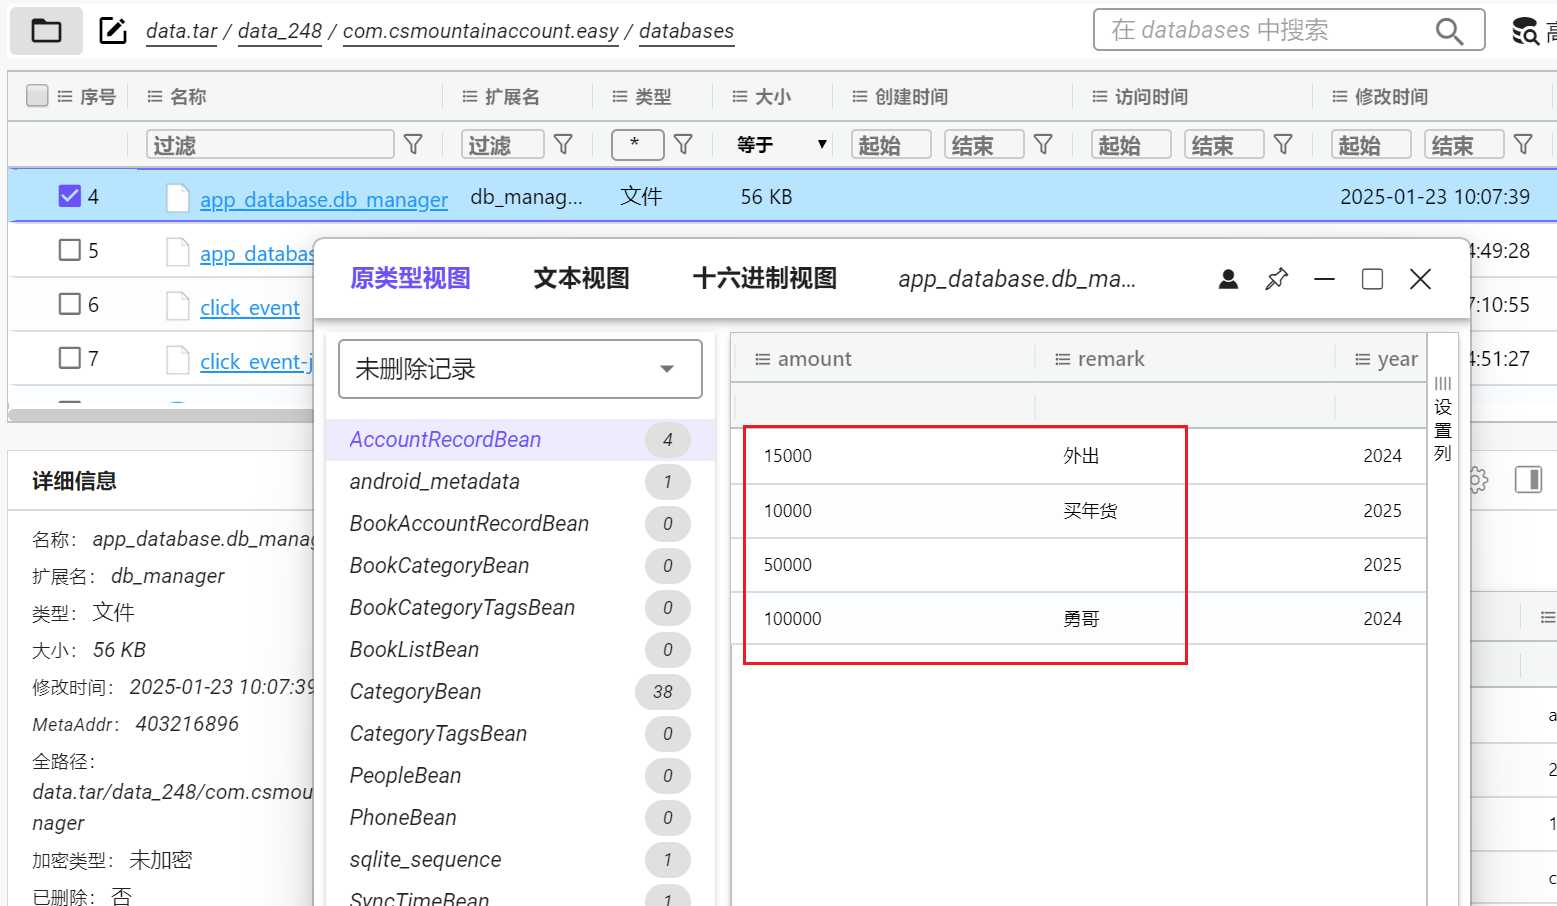 data.tar / data_248 / com.csmountainaccount.easy / databases
在 databases 中搜索
序号 名称 扩展名 类型 大小 创建时间 访问时间 修改时间
过滤 过滤 * 等于 起始 结束 起始 结束 起始 结束
4 app_database.db_manager db_manag... 文件 56 KB 2025-01-23 10:07:39
5 app_databas 4:49:28
6 click_event 7:10:55
7 click_event-j 4:51:27
原类型视图 文本视图 十六进制视图 app_database.db_ma...
未删除记录
AccountRecordBean 4
android_metadata 1
BookAccountRecordBean 0
BookCategoryBean 0
BookCategoryTagsBean 0
BookListBean 0
CategoryBean 38
CategoryTagsBean 0
PeopleBean 0
PhoneBean 0
sqlite_sequence 1
SyncTimeBean 1
amount remark year
15000 外出 2024
10000 买年货 2025
50000 2025
100000 勇哥 2024
设置列
详细信息
名称: app_database.db_manag
扩展名: db_manager
类型: 文件
大小: 56 KB
修改时间: 2025-01-23 10:07:39
MetaAddr: 403216896
全路径:
data.tar/data_248/com.csmou
nager
加密类型: 未加密
已删除: 否